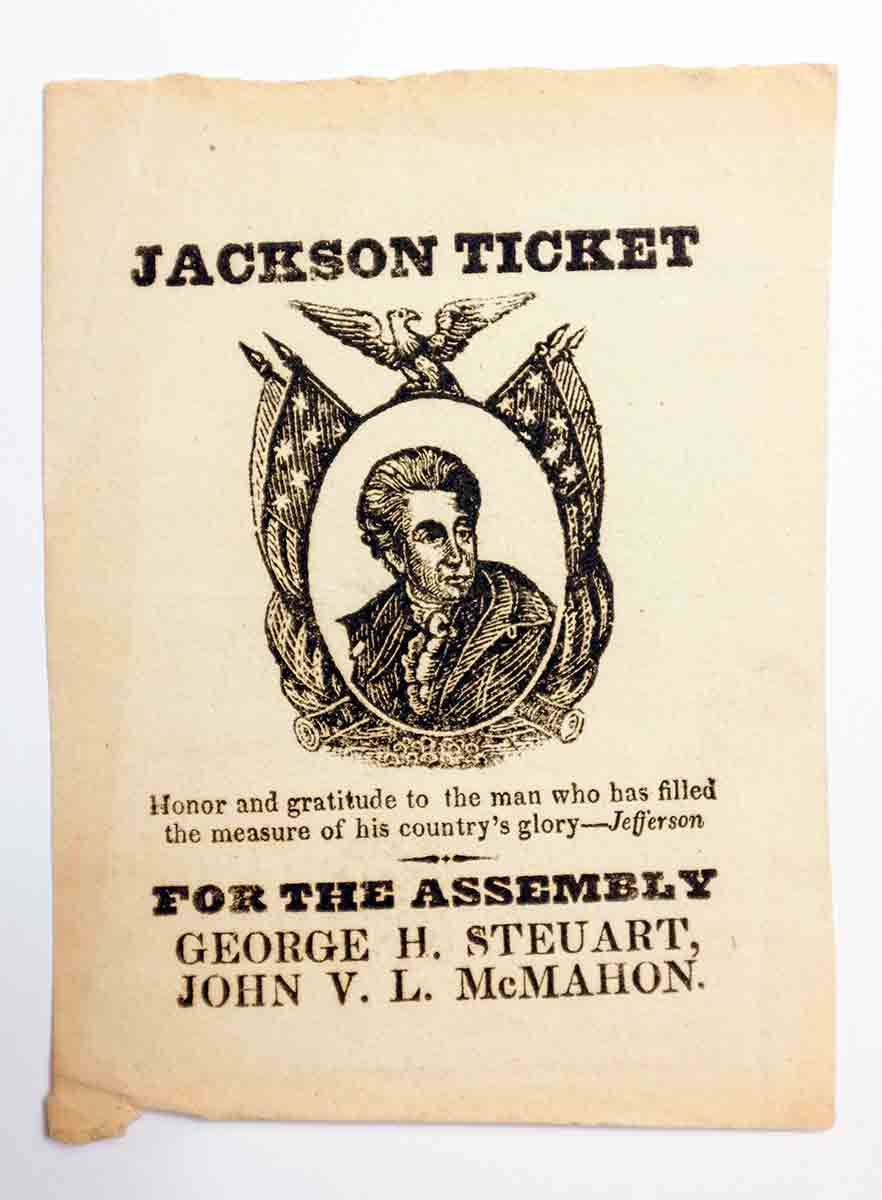 JACKSON TICKET
Honor and gratitude to the man who has filled
the measure of his country's glory—Jefferson
FOR THE ASSEMBLY
GEORGE H. STEUART,
JOHN V. L. McMAHON.